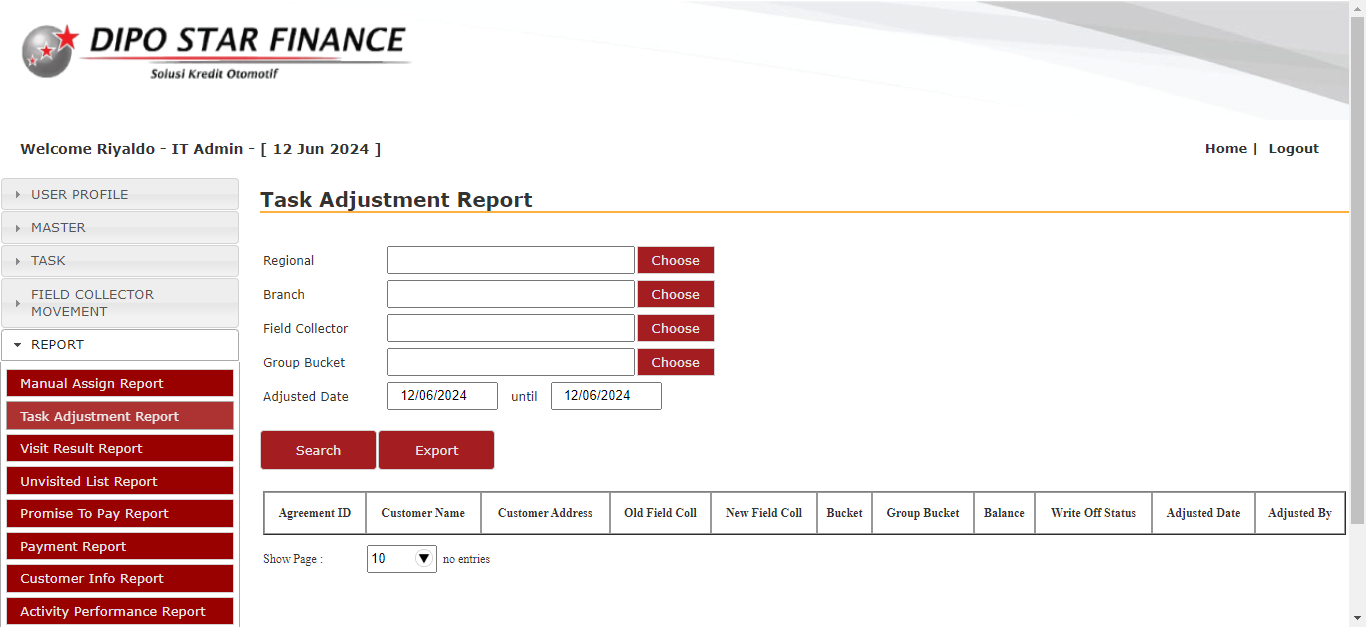 DIPO STAR FINANCE
Solusi Kredit Otomotif
Welcome Riyaldo - IT Admin - [ 12 Jun 2024 ]
Home | Logout
USER PROFILE
MASTER
TASK
FIELD COLLECTOR
MOVEMENT
REPORT
Manual Assign Report
Task Adjustment Report
Visit Result Report
Unvisited List Report
Promise To Pay Report
Payment Report
Customer Info Report
Activity Performance Report
Task Adjustment Report
Regional Choose
Branch Choose
Field Collector Choose
Group Bucket Choose
Adjusted Date 12/06/2024 until 12/06/2024
Search Export
Agreement ID Customer Name Customer Address Old Field Coll New Field Coll Bucket Group Bucket Balance Write Off Status Adjusted Date Adjusted By
Show Page : 10 no entries